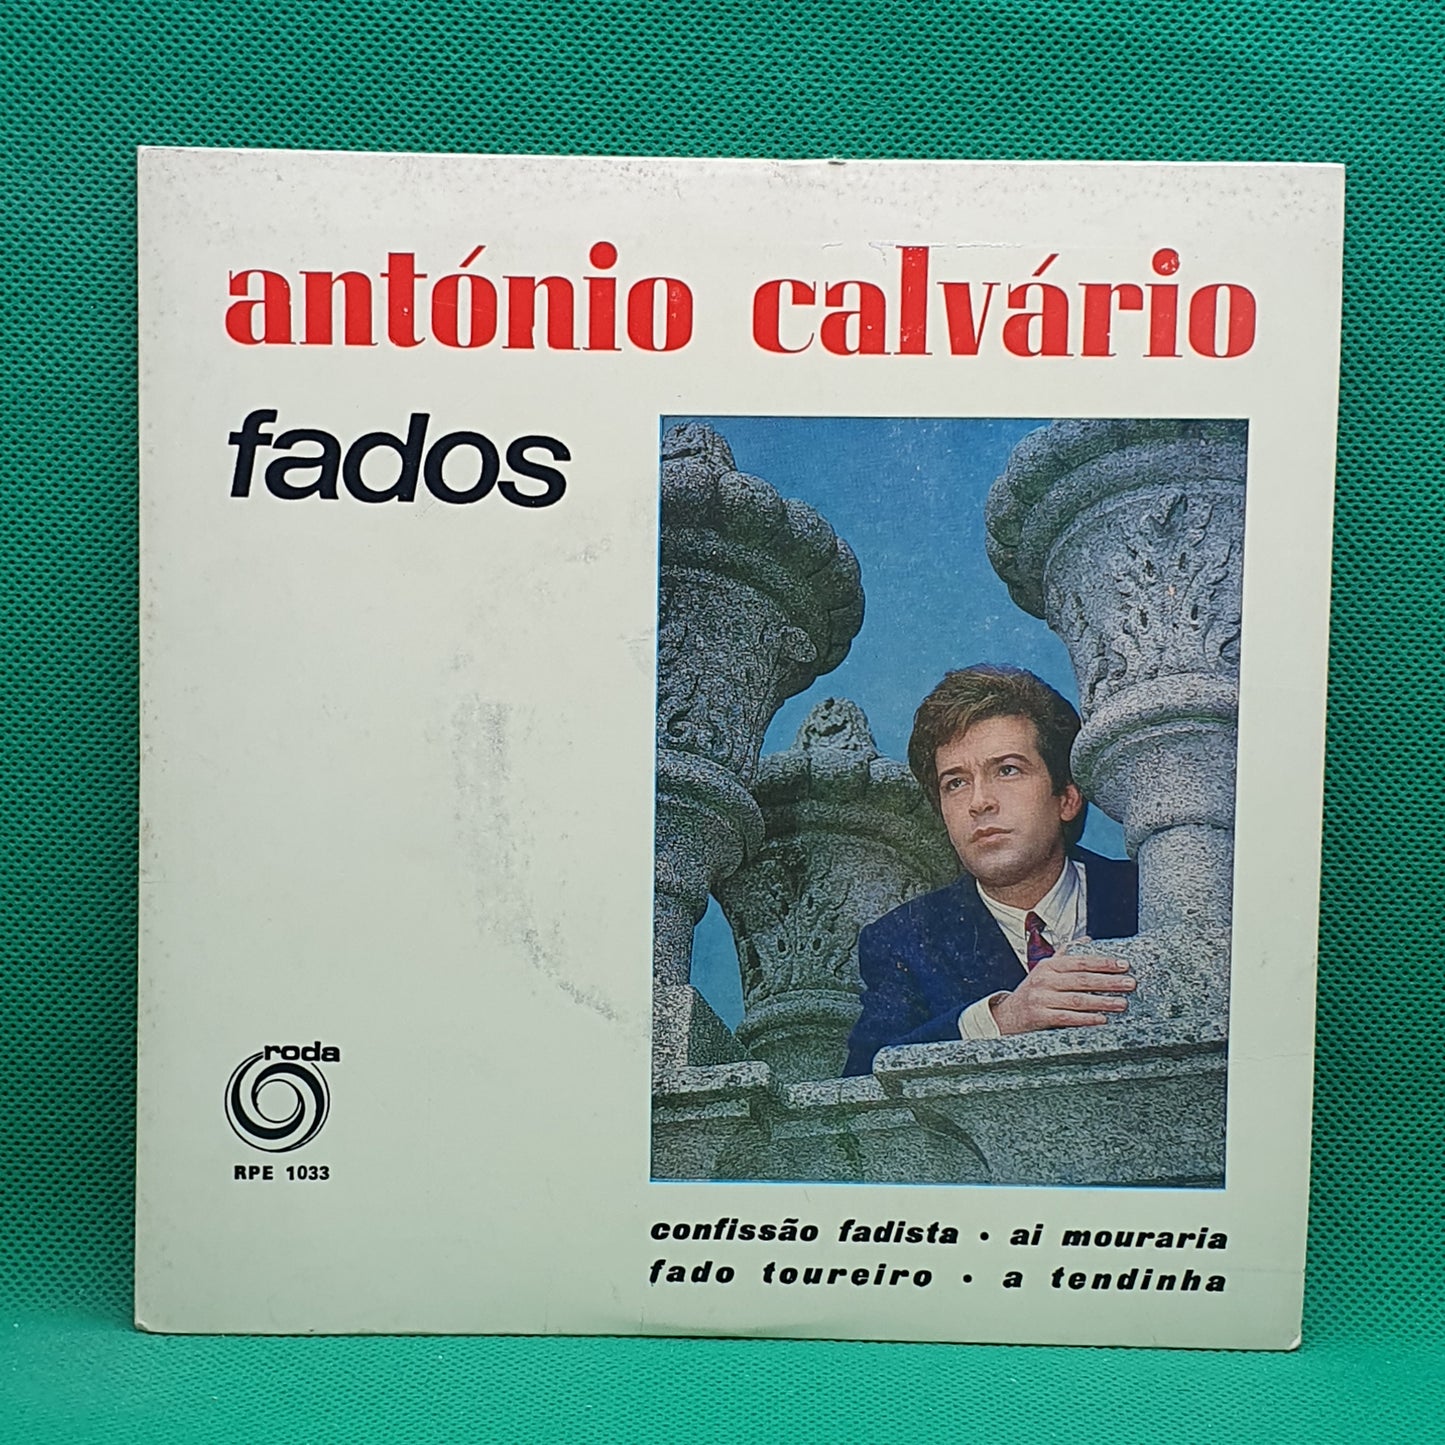 antónio calvário
fados
roda
RPE 1033
confissão fadista • ai mouraria
fado toureiro • a tendinha